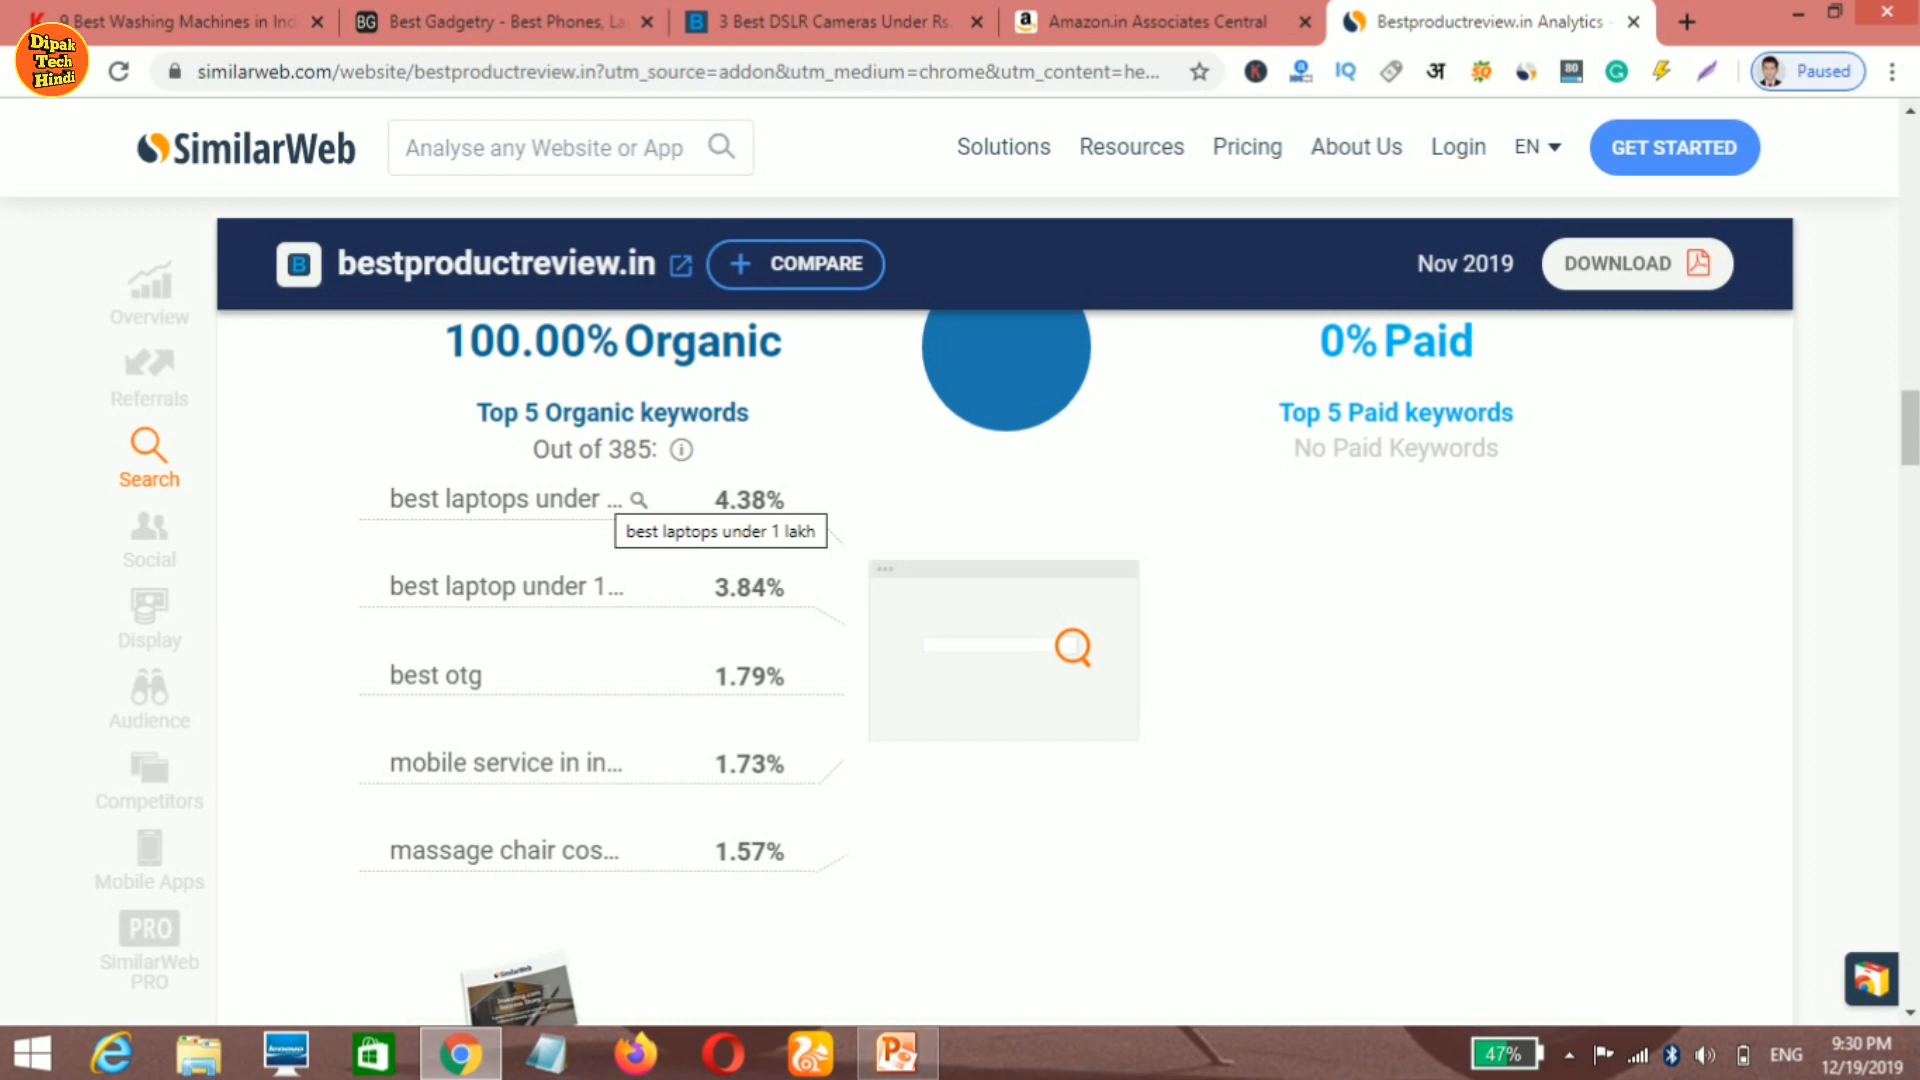 9 Best Washing Machines in Ind
BG Best Gadgetry - Best Phones, La
B 3 Best DSLR Cameras Under Rs.
a Amazon.in Associates Central
Bestproductreview.in Analytics -
Dipak
Tech
Hindi
similarweb.com/website/bestproductreview.in?utm_source=addon&utm_medium=chrome&utm_content=he...
IQ
अ
80
Paused
SimilarWeb
Analyse any Website or App
Solutions
Resources
Pricing
About Us
Login
EN
GET STARTED
B bestproductreview.in
+ COMPARE
Nov 2019
DOWNLOAD
Overview
Referrals
Search
Social
Display
Audience
Competitors
Mobile Apps
PRO
SimilarWeb
PRO
100.00% Organic
0% Paid
Top 5 Organic keywords
Out of 385:
Top 5 Paid keywords
No Paid Keywords
best laptops under ... 4.38%
best laptops under 1 lakh
best laptop under 1... 3.84%
best otg 1.79%
mobile service in in... 1.73%
massage chair cos... 1.57%
SimilarWeb
lenovo
47%
ENG
9:30 PM
12/19/2019